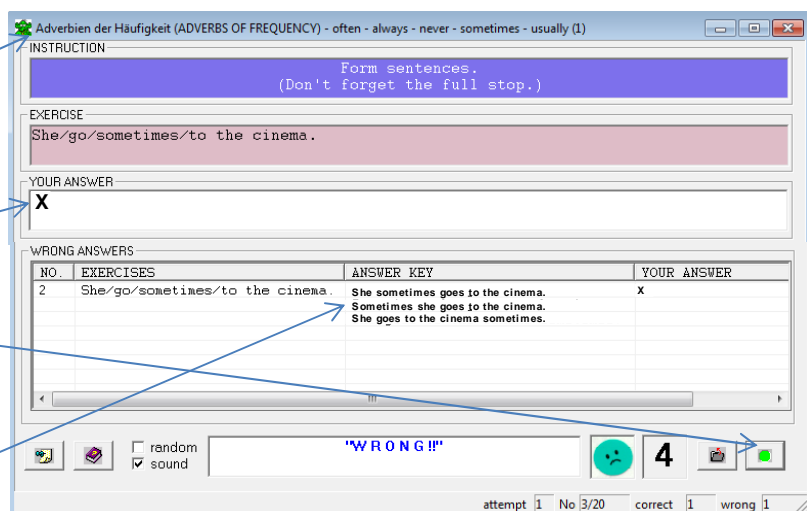 Adverbien der Häufigkeit (ADVERBS OF FREQUENCY) - often - always - never - sometimes - usually (1)
INSTRUCTION
Form sentences.
(Don't forget the full stop.)
EXERCISE
She/go/sometimes/to the cinema.
YOUR ANSWER
X
WRONG ANSWERS
NO. EXERCISES ANSWER KEY YOUR ANSWER
2 She/go/sometimes/to the cinema. She sometimes goes to the cinema. X
Sometimes she goes to the cinema.
She goes to the cinema sometimes.
random
sound
"W R O N G !!"
4
attempt 1 No 3/20 correct 1 wrong 1